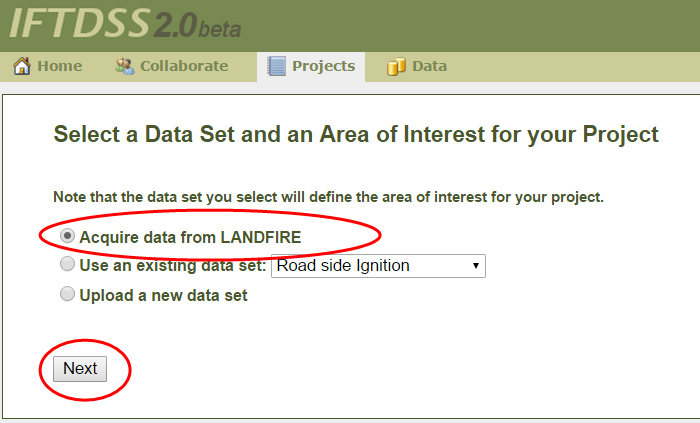 IFTDSS 2.0 beta
Home Collaborate Projects Data
Select a Data Set and an Area of Interest for your Project
Note that the data set you select will define the area of interest for your project.
Acquire data from LANDFIRE
Use an existing data set: Road side Ignition
Upload a new data set
Next